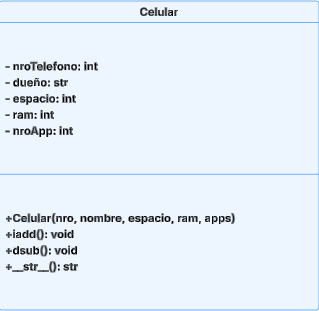 Celular
- nroTelefono: int
- dueño: str
- espacio: int
- ram: int
- nroApp: int
+Celular(nro, nombre, espacio, ram, apps)
+iadd(): void
+dsub(): void
+__str__(): str